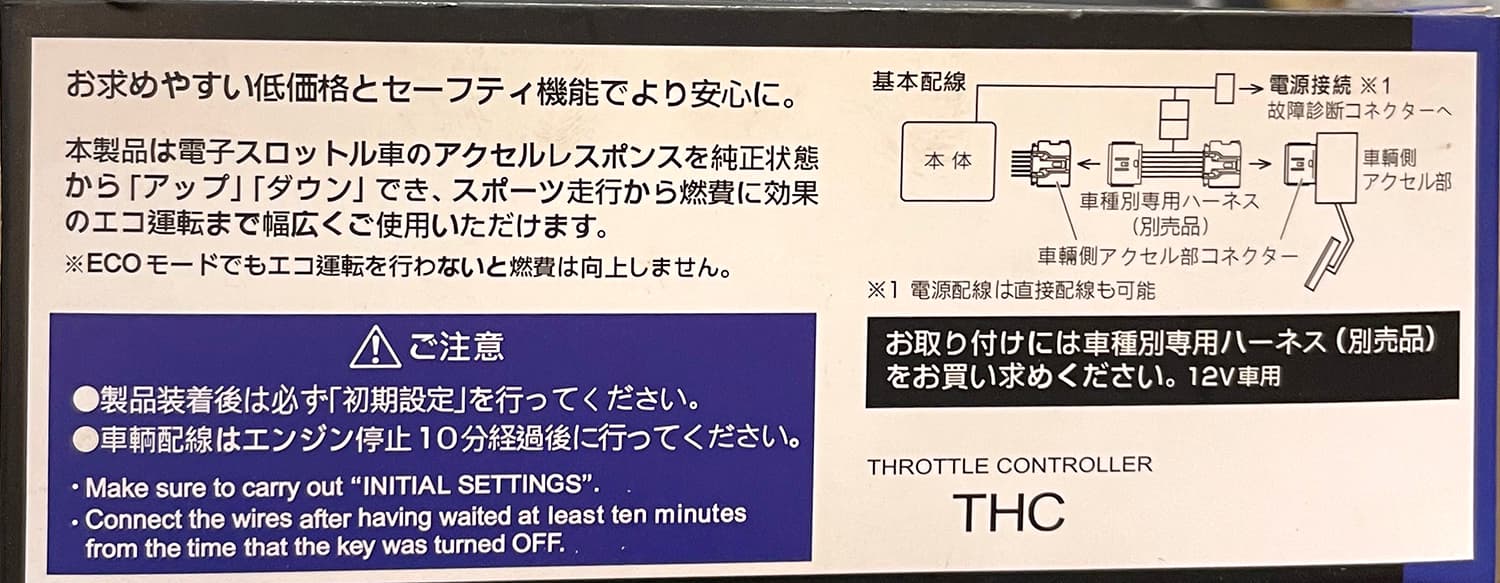 お求めやすい低価格とセーフティ機能でより安心に。
本製品は電子スロットル車のアクセルレスポンスを純正状態
から「アップ」「ダウン」でき、スポーツ走行から燃費に効果
のエコ運転まで幅広くご使用いただけます。
※ECOモードでもエコ運転を行わないと燃費は向上しません。
ご注意
●製品装着後は必ず「初期設定」を行ってください。
●車輌配線はエンジン停止10分経過後に行ってください。
・Make sure to carry out “INITIAL SETTINGS”.
・Connect the wires after having waited at least ten minutes
from the time that the key was turned OFF.
基本配線
電源接続 ※1
故障診断コネクターへ
本体
車輌側
アクセル部
車種別専用ハーネス
(別売品)
車輌側アクセル部コネクター
※1 電源配線は直接配線も可能
お取り付けには車種別専用ハーネス(別売品)
をお買い求めください。12V車用
THROTTLE CONTROLLER
THC